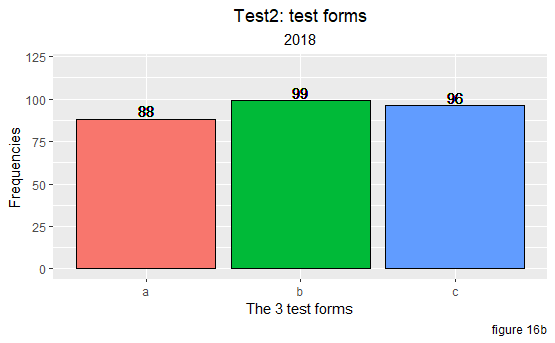 Test2: test forms
2018
Frequencies
125
100
75
50
25
0
88
99
96
a
b
c
The 3 test forms
figure 16b